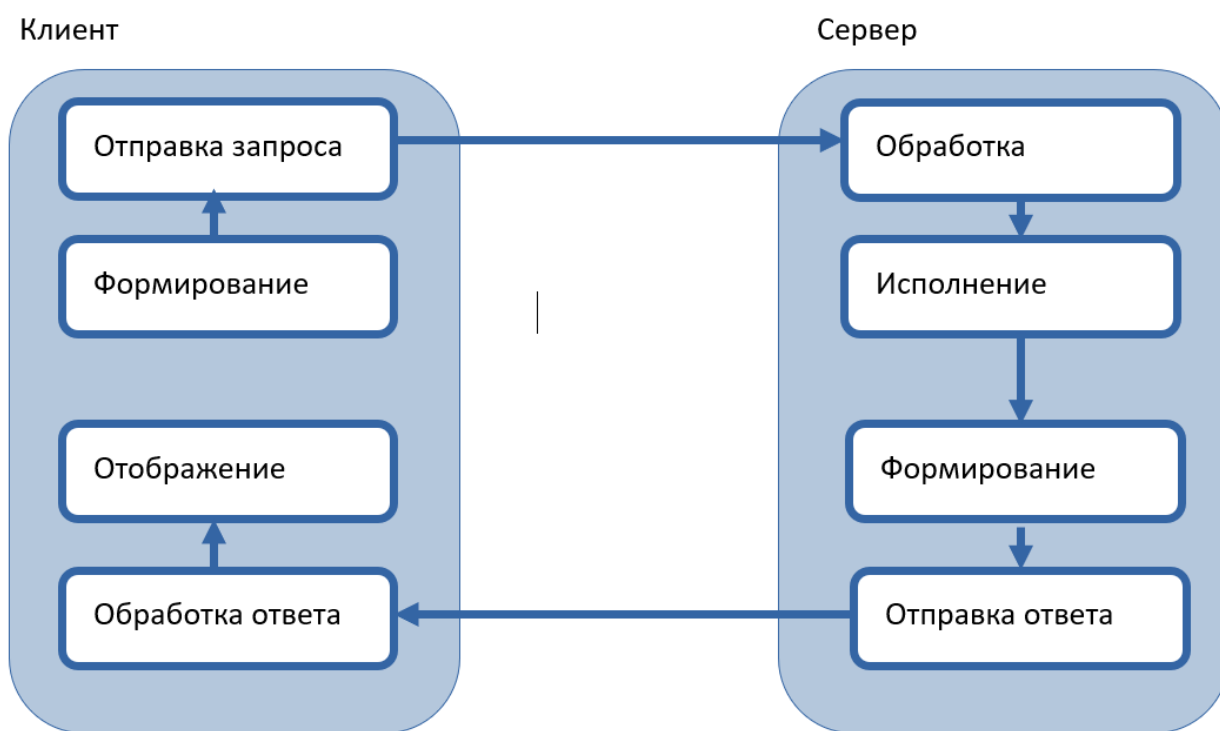 Клиент
Сервер
Отправка запроса
Обработка
Формирование
Исполнение
Отображение
Формирование
Обработка ответа
Отправка ответа